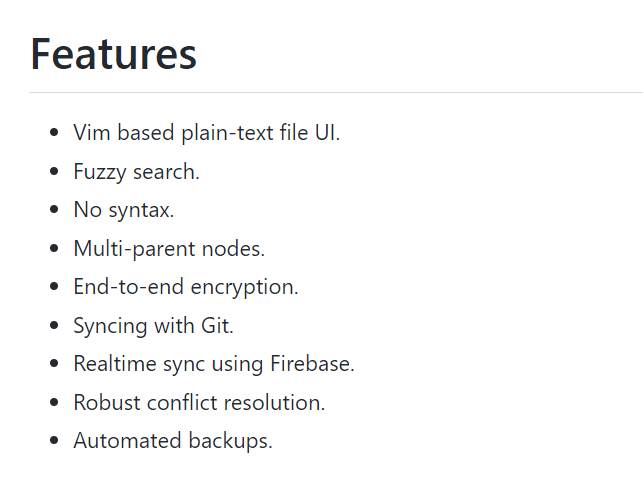 Features
Vim based plain-text file UI.
Fuzzy search.
No syntax.
Multi-parent nodes.
End-to-end encryption.
Syncing with Git.
Realtime sync using Firebase.
Robust conflict resolution.
Automated backups.